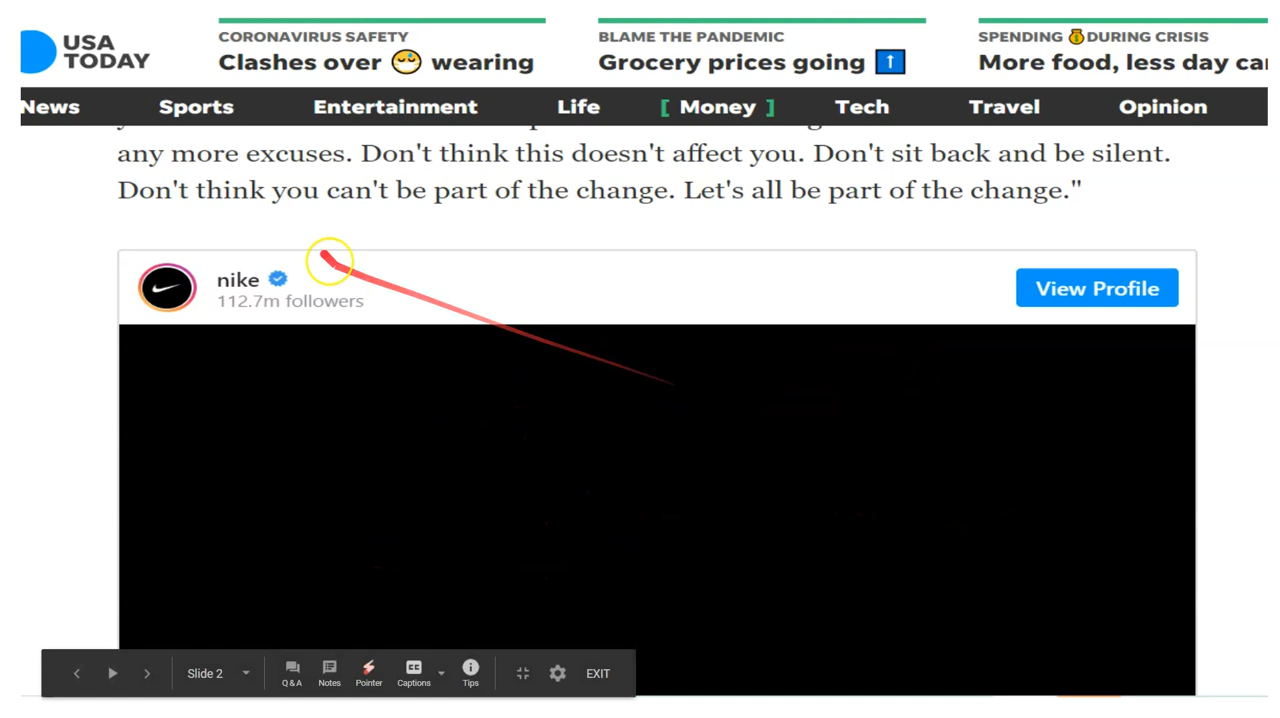 USA
TODAY
CORONAVIRUS SAFETY
Clashes over 😷 wearing
BLAME THE PANDEMIC
Grocery prices going ⬆️
SPENDING 💰DURING CRISIS
More food, less day car
News Sports Entertainment Life [ Money ] Tech Travel Opinion
any more excuses. Don't think this doesn't affect you. Don't sit back and be silent.
Don't think you can't be part of the change. Let's all be part of the change."
nike
112.7m followers
View Profile
Slide 2
Q&A Notes Pointer CC Captions Tips EXIT